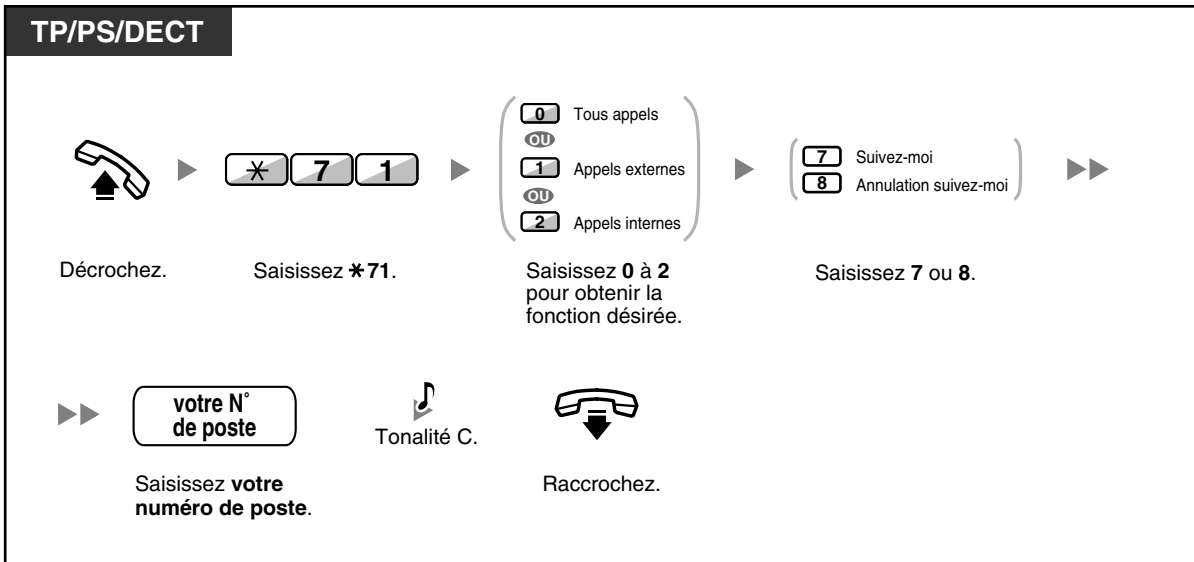 TP/PS/DECT
0 Tous appels
OU
1 Appels externes
OU
2 Appels internes
* 7 1
7 Suivez-moi
8 Annulation suivez-moi
Décrochez.
Saisissez *71.
Saisissez 0 à 2
pour obtenir la
fonction désirée.
Saisissez 7 ou 8.
votre N°
de poste
Tonalité C.
Saisissez votre
numéro de poste.
Raccrochez.